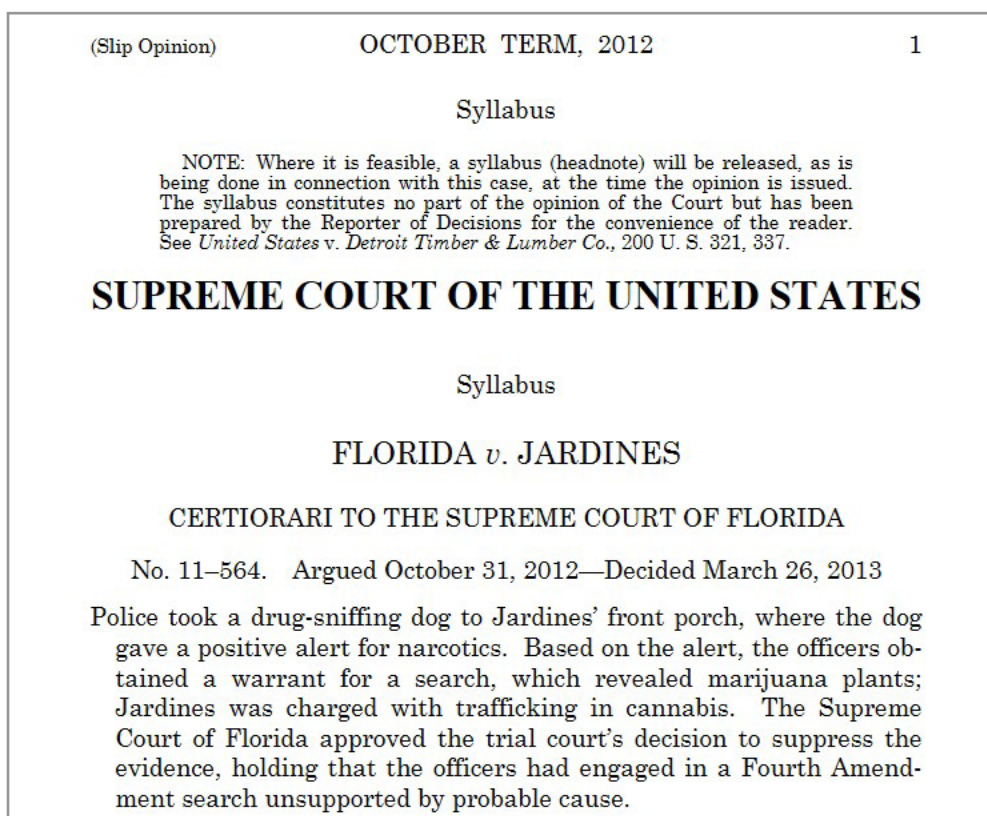 (Slip Opinion) OCTOBER TERM, 2012 1
Syllabus
NOTE: Where it is feasible, a syllabus (headnote) will be released, as is
being done in connection with this case, at the time the opinion is issued.
The syllabus constitutes no part of the opinion of the Court but has been
prepared by the Reporter of Decisions for the convenience of the reader.
See United States v. Detroit Timber & Lumber Co., 200 U. S. 321, 337.
SUPREME COURT OF THE UNITED STATES
Syllabus
FLORIDA v. JARDINES
CERTIORARI TO THE SUPREME COURT OF FLORIDA
No. 11–564. Argued October 31, 2012—Decided March 26, 2013
Police took a drug-sniffing dog to Jardines’ front porch, where the dog
gave a positive alert for narcotics. Based on the alert, the officers ob-
tained a warrant for a search, which revealed marijuana plants;
Jardines was charged with trafficking in cannabis. The Supreme
Court of Florida approved the trial court’s decision to suppress the
evidence, holding that the officers had engaged in a Fourth Amend-
ment search unsupported by probable cause.